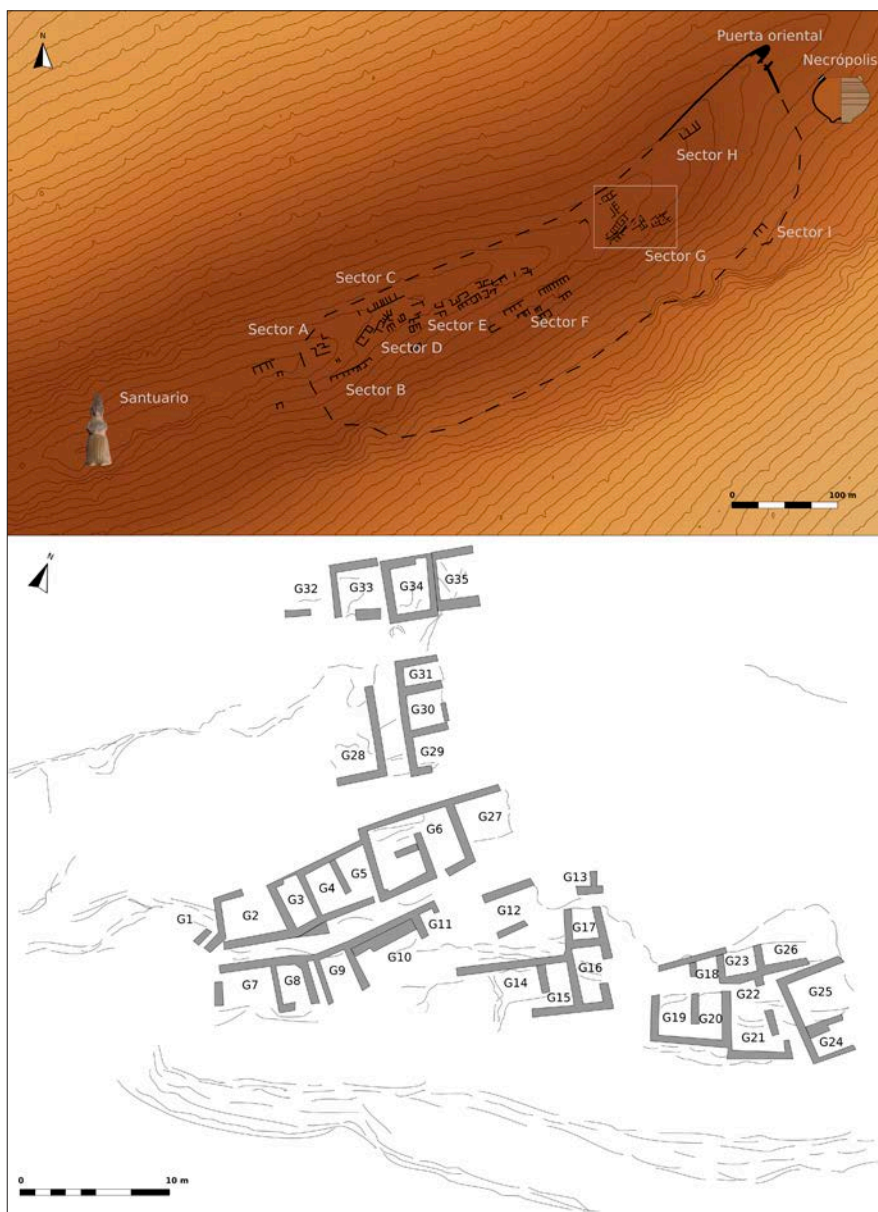 N
Puerta oriental
Necrópolis
Sector H
Sector I
Sector G
Sector C
Sector A
Sector E
Sector F
Sector D
Sector B
Santuario
0
100 m
N
G32
G33
G34
G35
G31
G30
G28
G29
G6
G27
G5
G4
G3
G13
G1
G2
G11
G12
G17
G10
G26
G23
G18
G16
G9
G8
G7
G14
G22
G25
G15
G19
G20
G21
G24
0
10 m